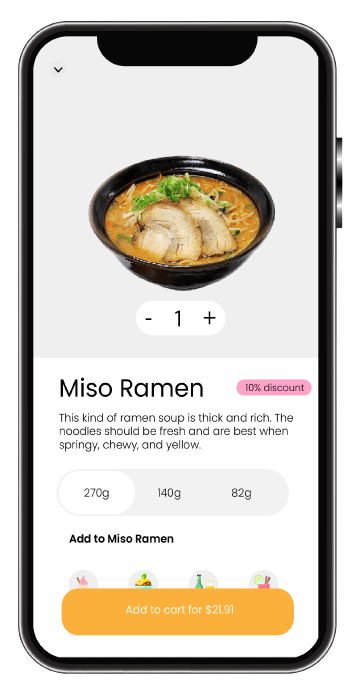 - 1 +
Miso Ramen
10% discount
This kind of ramen soup is thick and rich. The
noodles should be fresh and are best when
springy, chewy, and yellow.
270g 140g 82g
Add to Miso Ramen
Add to cart for $21.91